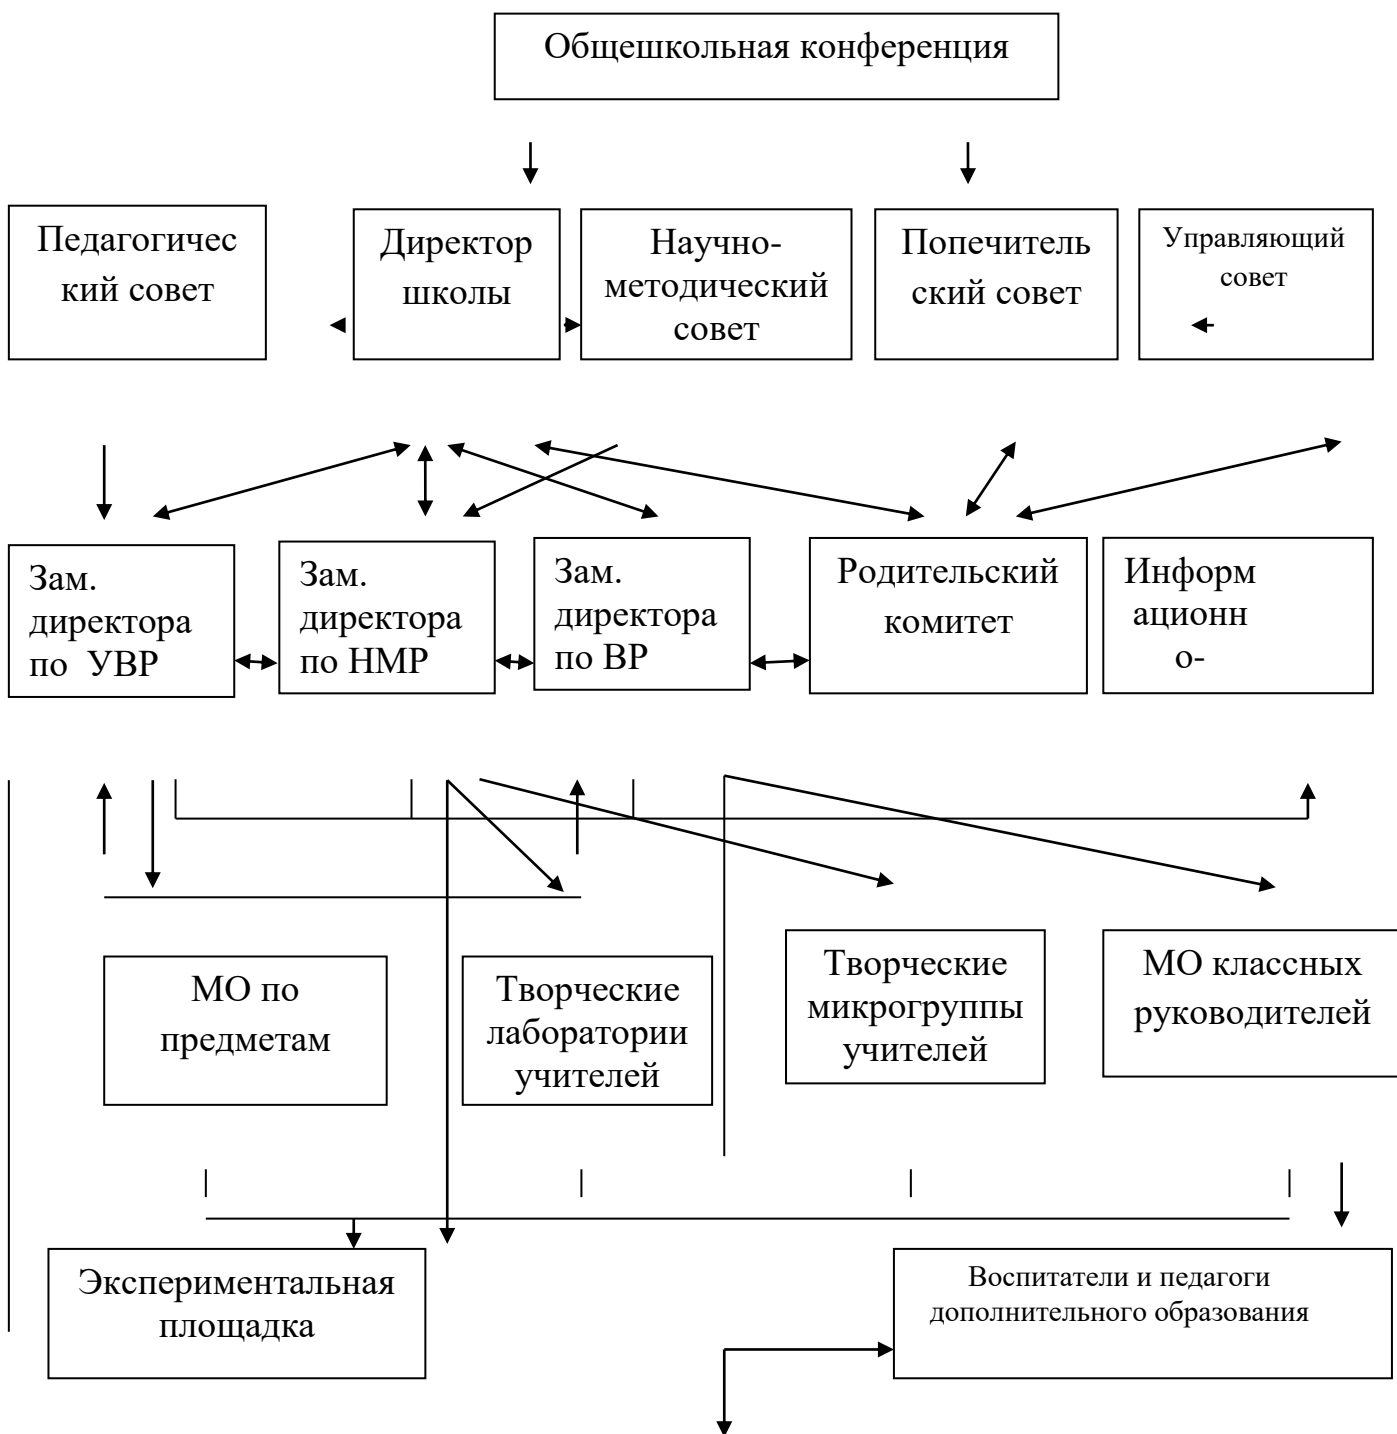 Общешкольная конференция
Педагогичес
кий совет
Директор
школы
Научно-
методический
совет
Попечитель
ский совет
Управляющий
совет
Зам.
директора
по УВР
Зам.
директора
по НМР
Зам.
директора
по ВР
Родительский
комитет
Информ
ационн
о-
МО по
предметам
Творческие
лаборатории
учителей
Творческие
микрогруппы
учителей
МО классных
руководителей
Экспериментальная
площадка
Воспитатели и педагоги
дополнительного образования